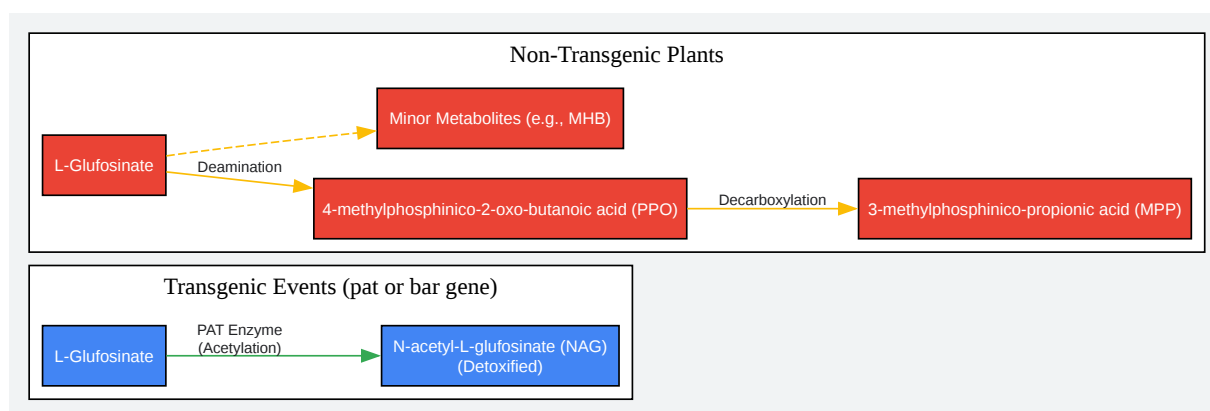 Non-Transgenic Plants
Minor Metabolites (e.g., MHB)
L-Glufosinate
Deamination
4-methylphosphinico-2-oxo-butanoic acid (PPO)
Decarboxylation
3-methylphosphinico-propionic acid (MPP)
Transgenic Events (pat or bar gene)
L-Glufosinate
PAT Enzyme
(Acetylation)
N-acetyl-L-glufosinate (NAG)
(Detoxified)